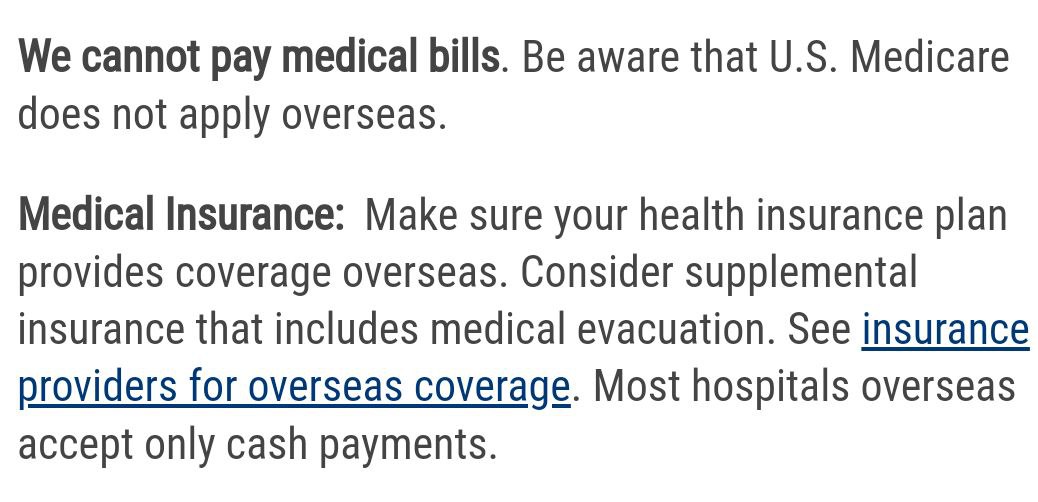 We cannot pay medical bills. Be aware that U.S. Medicare
does not apply overseas.
Medical Insurance:  Make sure your health insurance plan
provides coverage overseas. Consider supplemental
insurance that includes medical evacuation. See insurance
providers for overseas coverage. Most hospitals overseas
accept only cash payments.